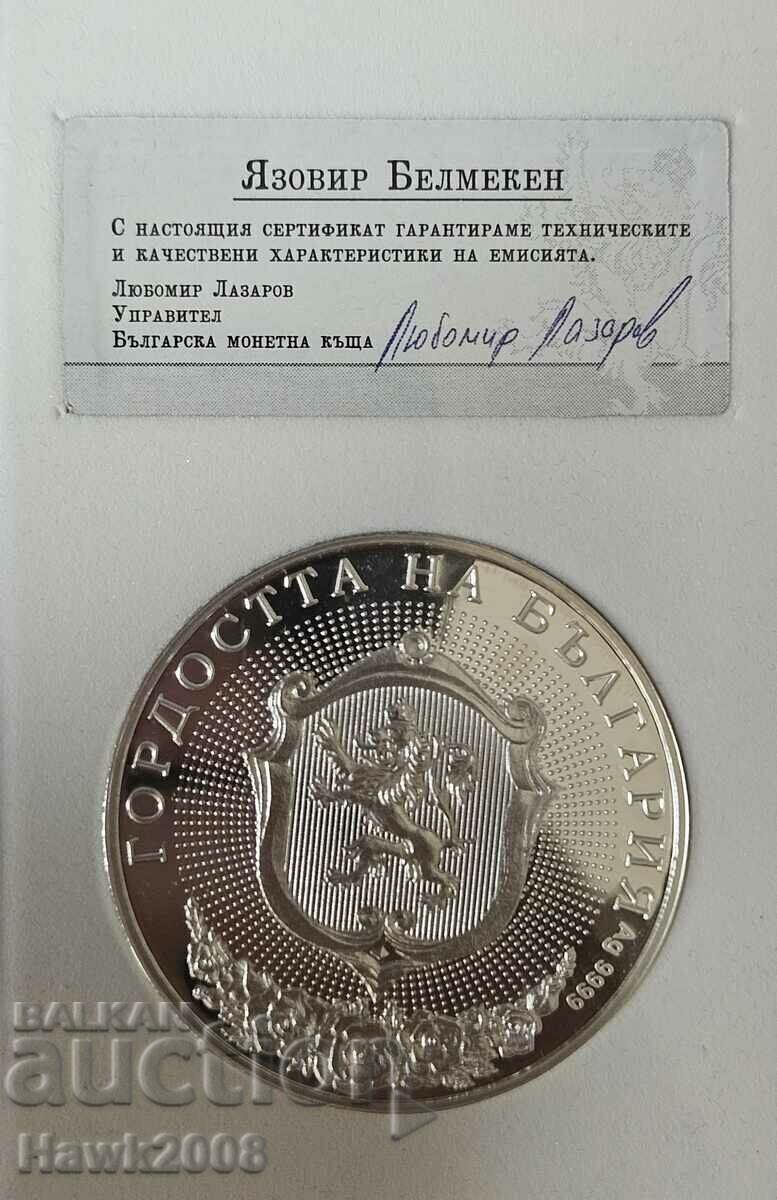 Язовир Белмекен
С настоящия сертификат гарантираме техническите
и качествени характеристики на емисията.
Любомир Лазаров
Управител
Българска монетна къща
Любомир Лазаров
ГОРДОСТТА НА БЪЛГАРИЯ
Ag 9999
BALKAN
auction
Hawk2008